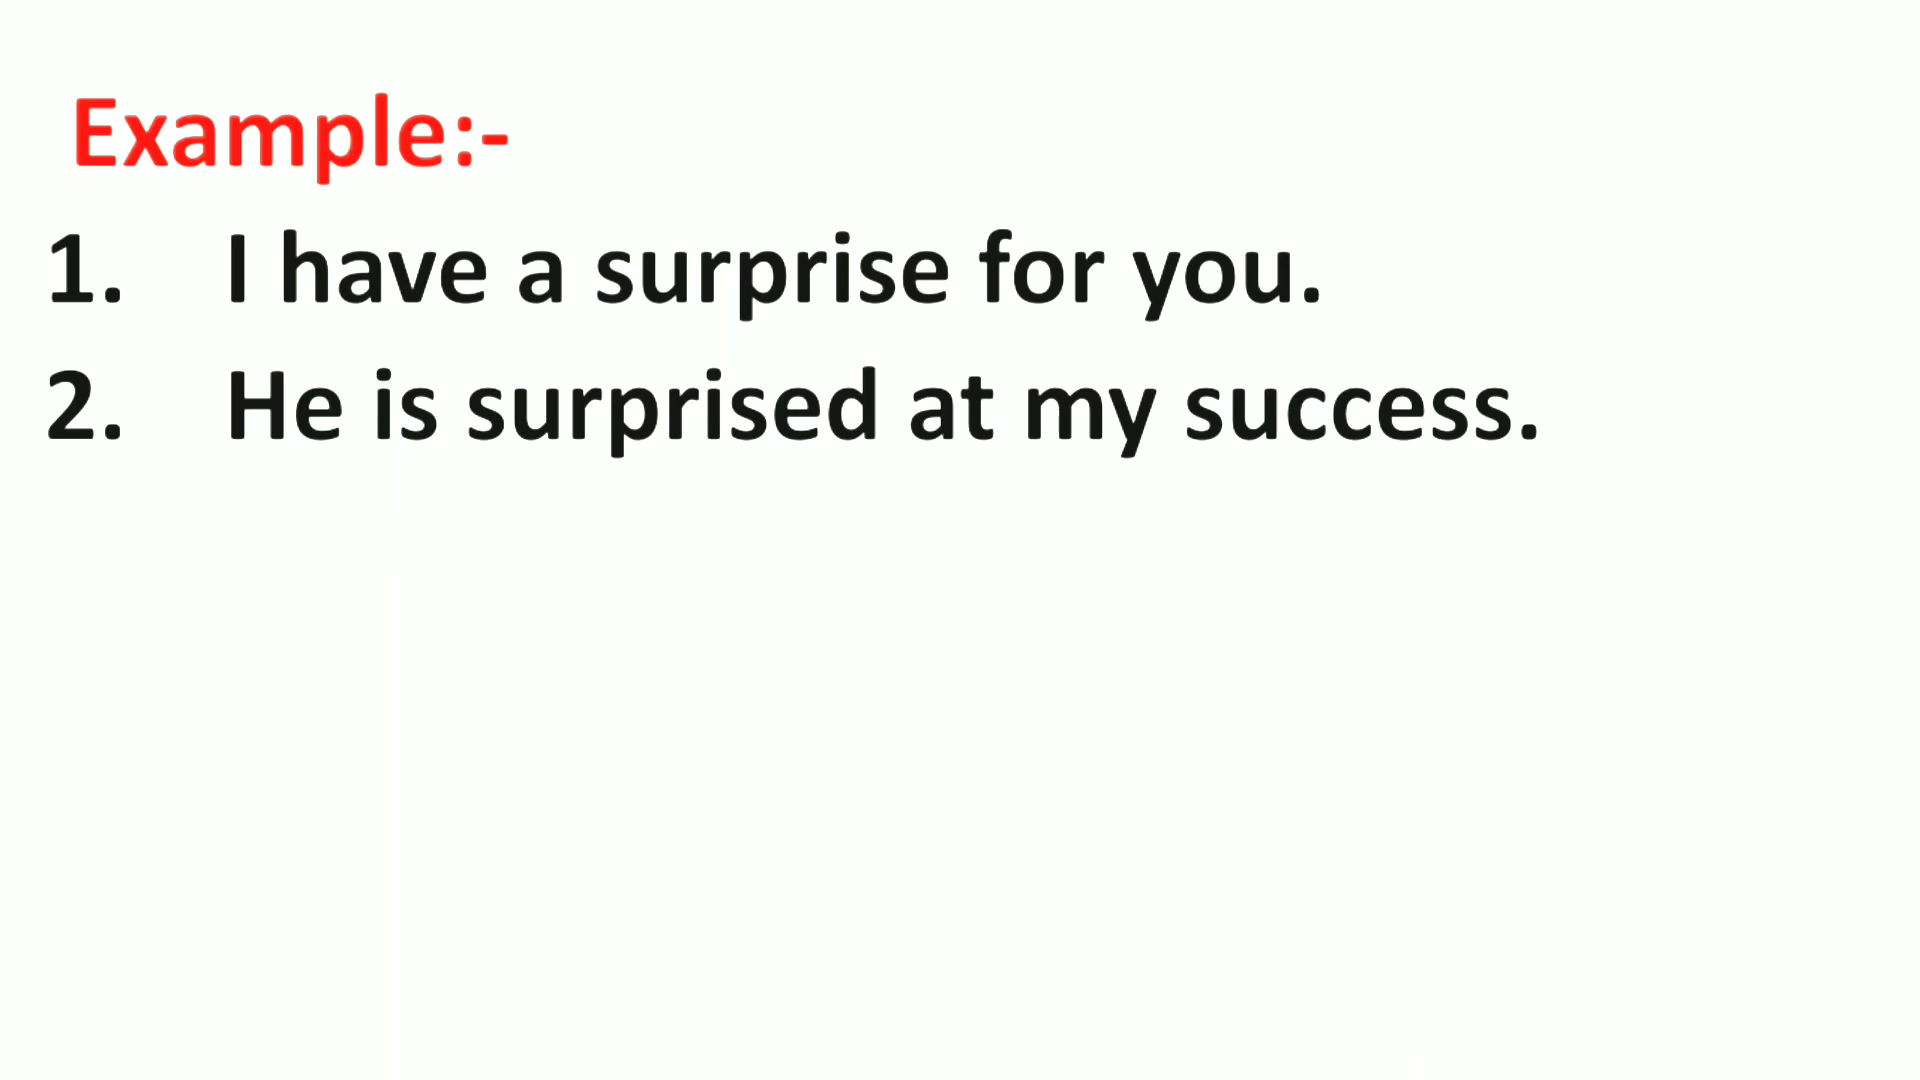 Example:-
1. I have a surprise for you.
2. He is surprised at my success.